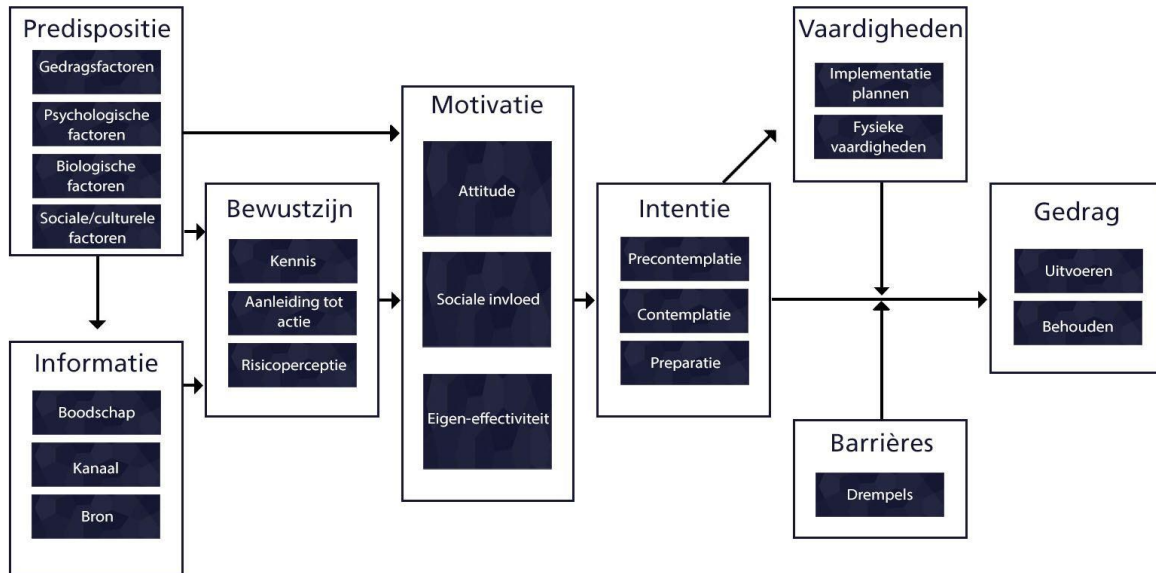 Predispositie
Gedragsfactoren
Psychologische
factoren
Biologische
factoren
Sociale/culturele
factoren
Informatie
Boodschap
Kanaal
Bron
Bewustzijn
Kennis
Aanleiding tot
actie
Risicoperceptie
Motivatie
Attitude
Sociale invloed
Eigen-effectiviteit
Intentie
Precontemplatie
Contemplatie
Preparatie
Vaardigheden
Implementatie
plannen
Fysieke
vaardigheden
Barrières
Drempels
Gedrag
Uitvoeren
Behouden